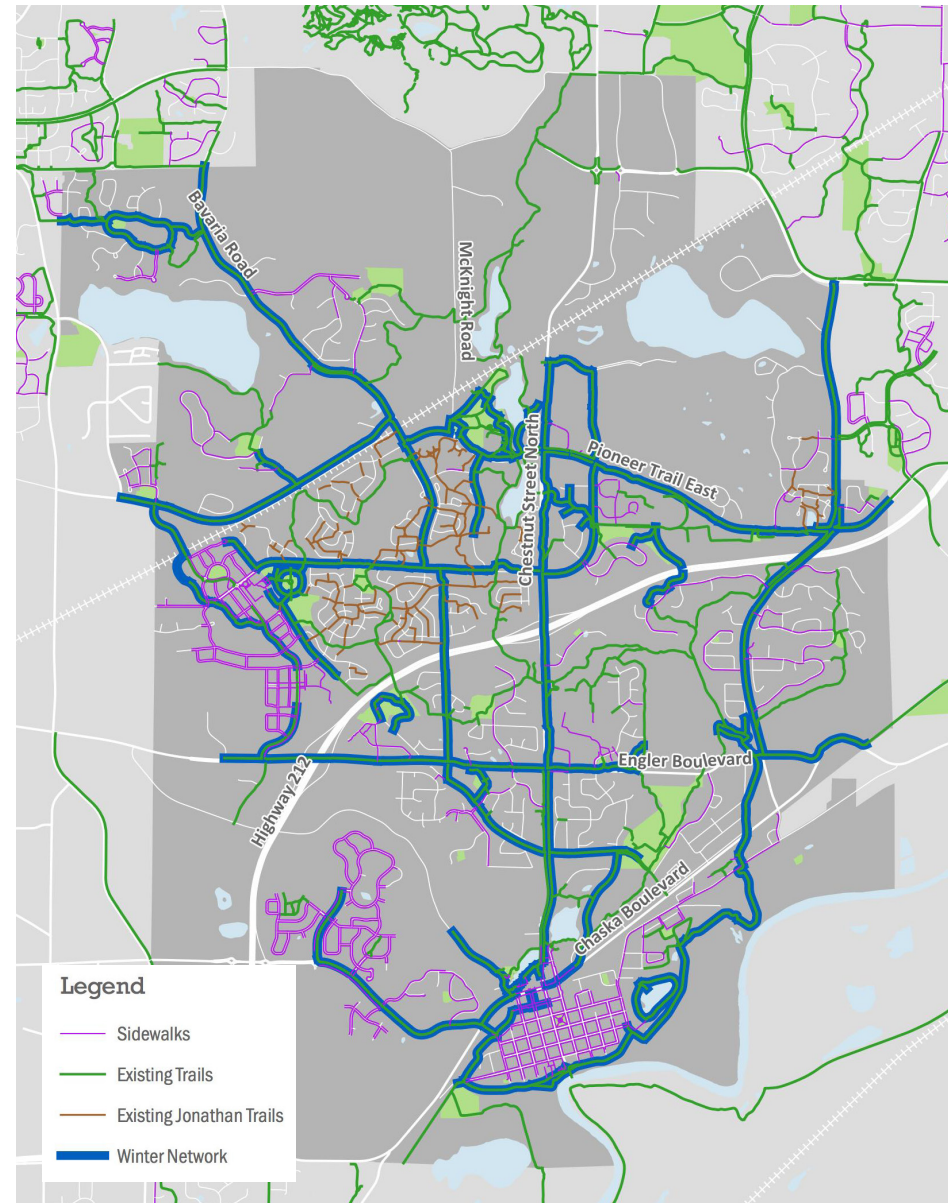 Bavaria Road
McKnight Road
Chestnut Street North
Pioneer Trail East
Engler Boulevard
Highway 212
Chaska Boulevard
Legend
Sidewalks
Existing Trails
Existing Jonathan Trails
Winter Network